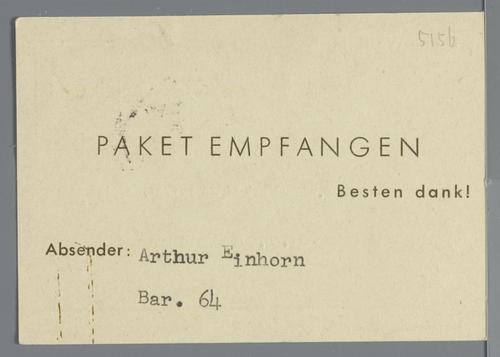 5156
PAKET EMPFANGEN
Besten dank!
Absender: Arthur Einhorn
Bar. 64